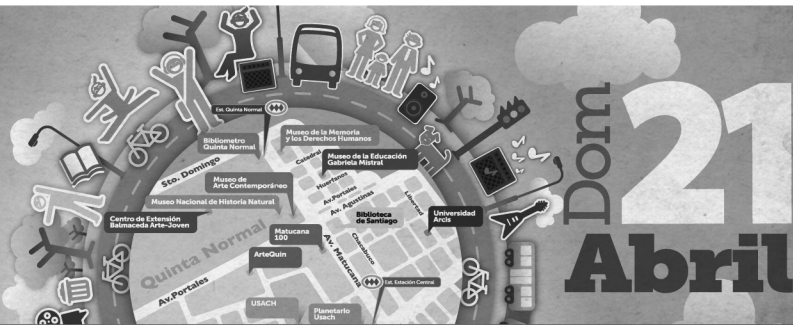 Est. Quinta Normal
Bibliometro
Quinta Normal
Museo de la Memoria
y los Derechos Humanos
Sto. Domingo
Catedral
Museo de la Educación
Gabriela Mistral
Museo de
Arte Contemporáneo
Huerfanos
Museo Nacional de Historia Natural
Av.Portales
Av. Agustinas
Libertad
Centro de Extensión
Balmaceda Arte-Joven
Biblioteca
de Santiago
Universidad
Arcis
Matucana
100
Quinta Normal
Av. Matucana
Chacabuco
ArteQuin
Av.Portales
Est. Estación Central
USACH
Planetario
Usach
Dom
21
Abril